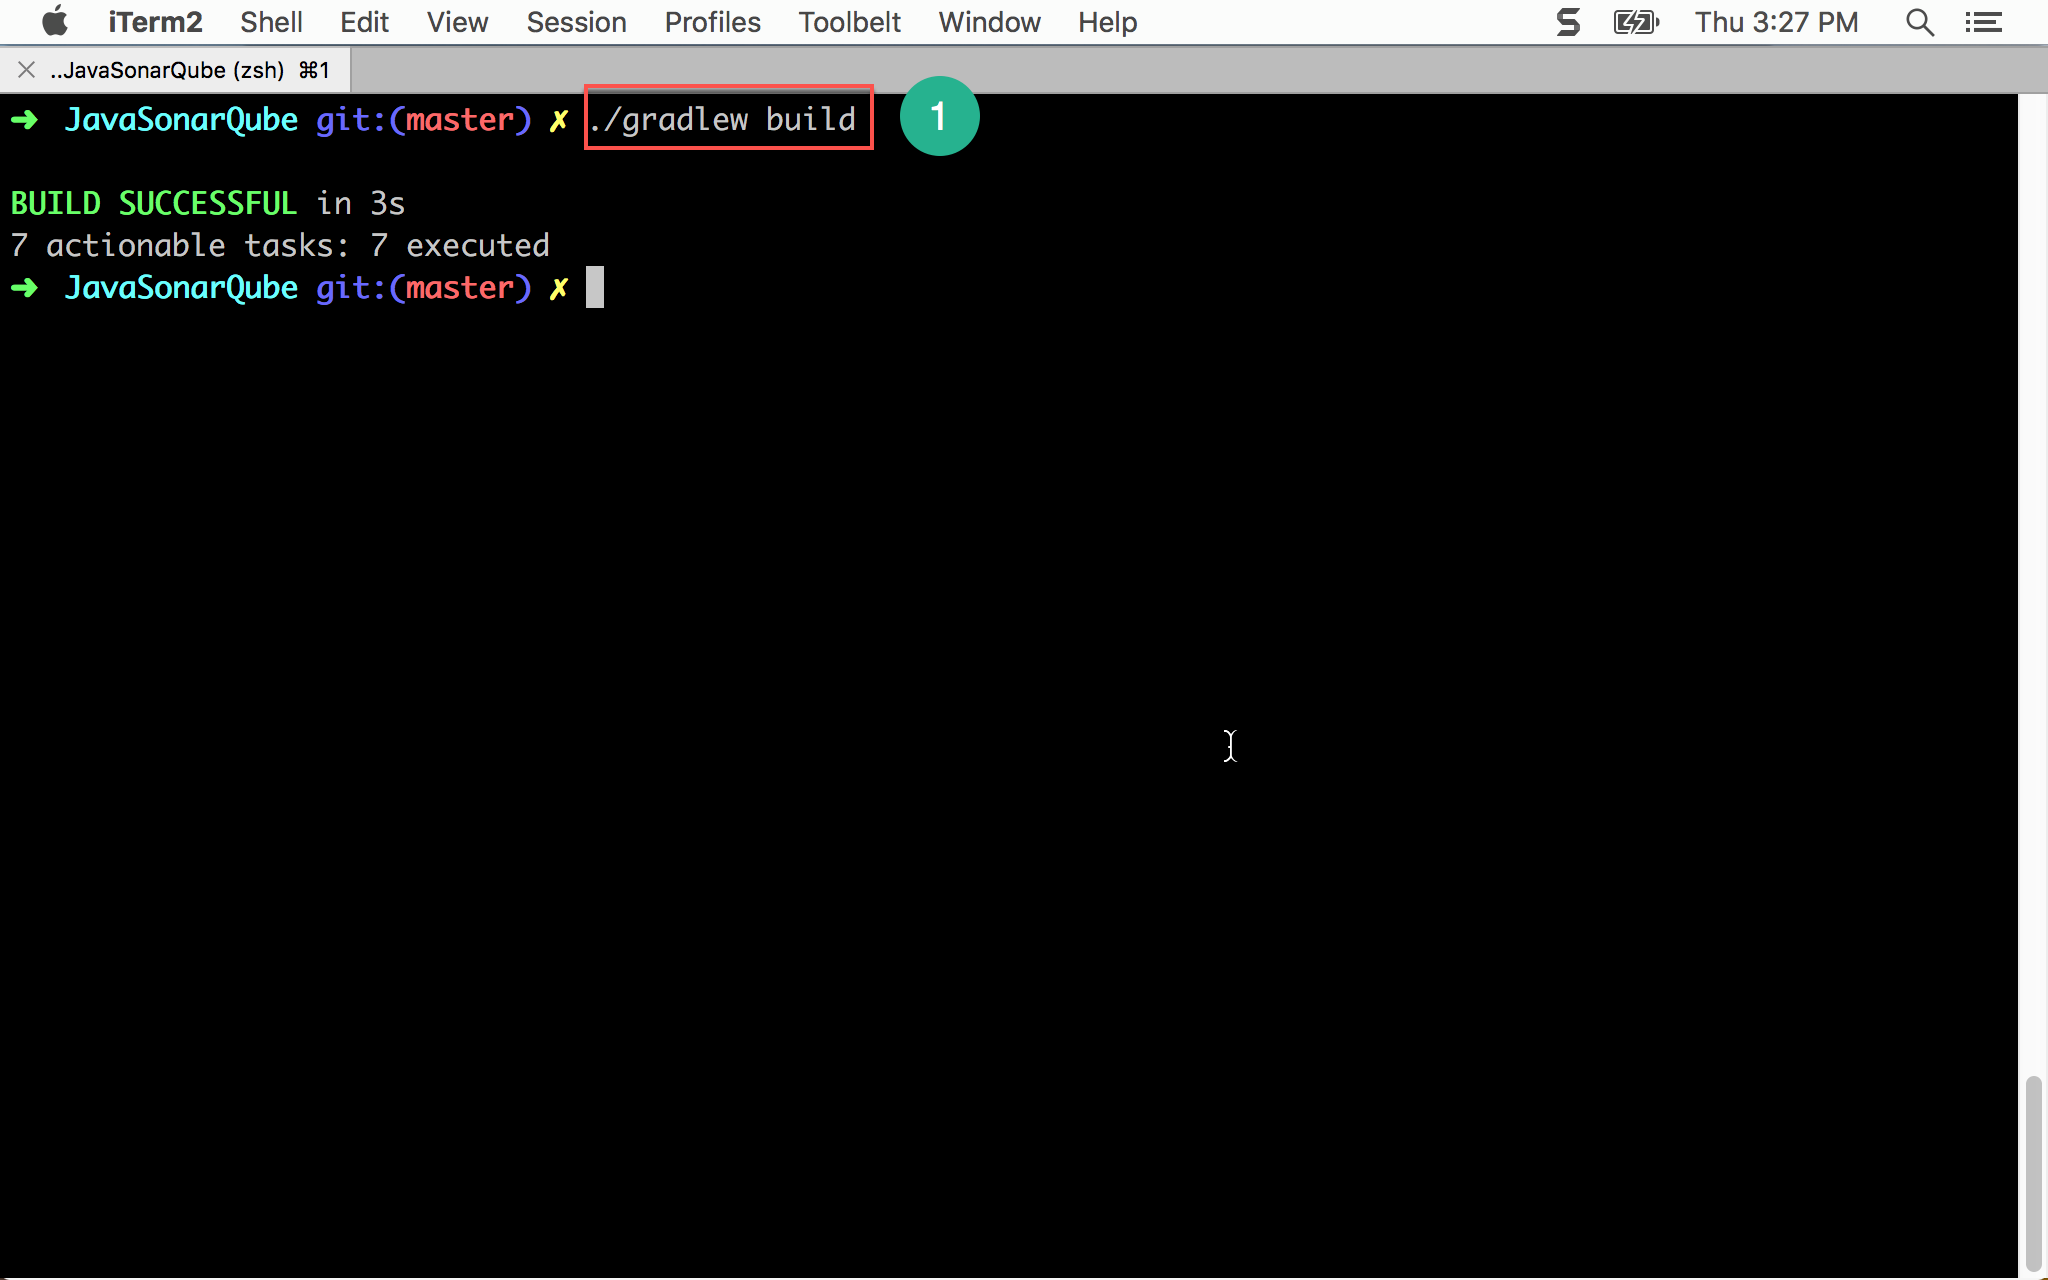 iTerm2 Shell Edit View Session Profiles Toolbelt Window Help Thu 3:27 PM
..JavaSonarQube (zsh) ⌘1
➜ JavaSonarQube git:(master) ✗ ./gradlew build 1
BUILD SUCCESSFUL in 3s
7 actionable tasks: 7 executed
➜ JavaSonarQube git:(master) ✗